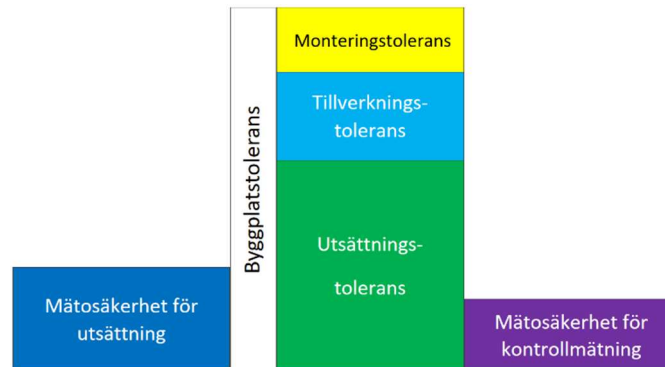 Monteringstolerans
Tillverknings-
tolerans
Byggplatstolerans
Utsättnings-
tolerans
Mätosäkerhet för
utsättning
Mätosäkerhet för
kontrollmätning